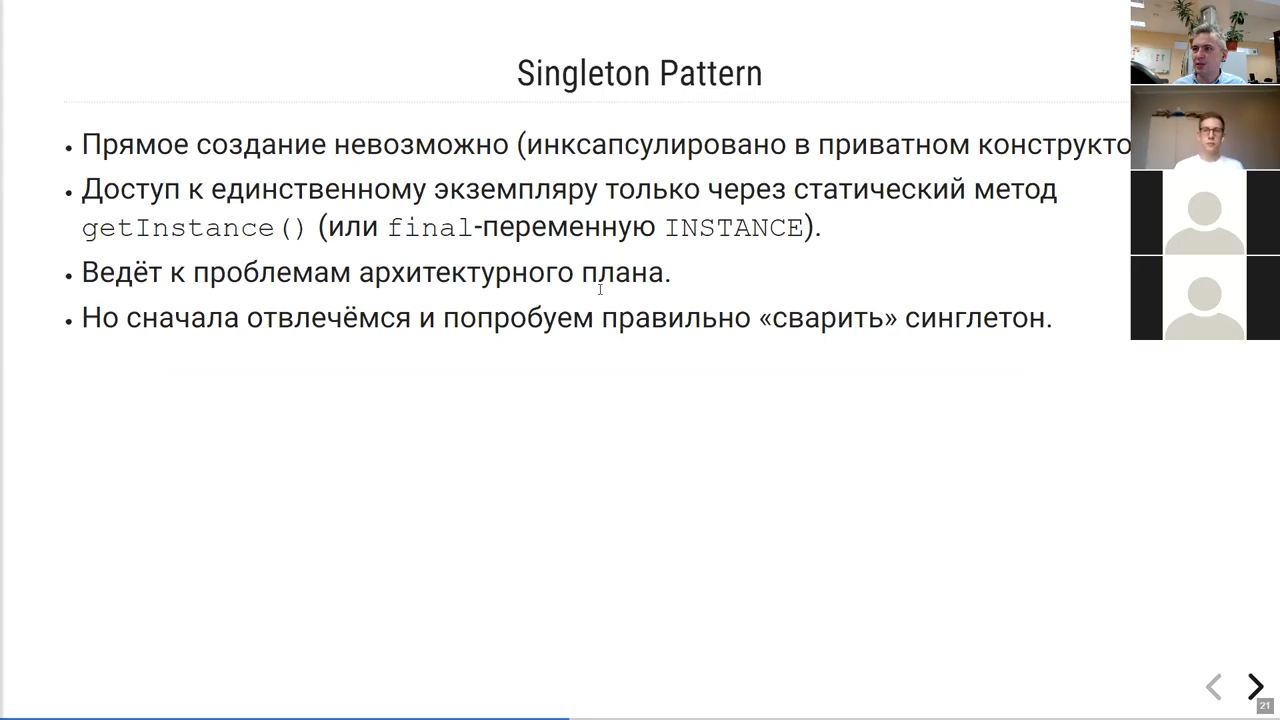 Singleton Pattern
• Прямое создание невозможно (инксапсулировано в приватном
• Доступ к единственному экземпляру только через статический метод
getInstance() (или final-переменную INSTANCE).
• Ведёт к проблемам архитектурного плана.
• Но сначала отвлечёмся и попробуем правильно «сварить» синглетон.
21